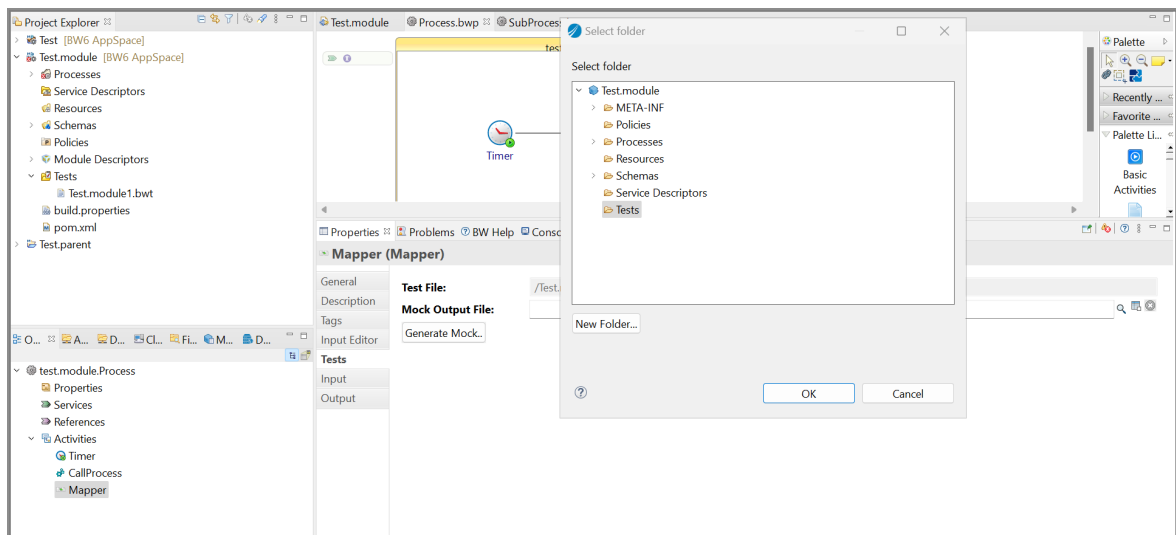 Project Explorer
Test [BW6 AppSpace]
Test.module [BW6 AppSpace]
Processes
Service Descriptors
Resources
Schemas
Policies
Module Descriptors
Tests
Test.module1.bwt
build.properties
pom.xml
Test.parent
O... A... D... Cl... Fi... M... D...
test.module.Process
Properties
Services
References
Activities
Timer
CallProcess
Mapper
Test.module Process.bwp SubProcess
tes
Timer
Palette
Recently ...
Favorite ...
Palette Li...
Basic
Activities
Properties Problems BW Help Conso
Mapper (Mapper)
General
Description
Tags
Input Editor
Tests
Input
Output
Test File: /Test.
Mock Output File:
Generate Mock..
Select folder
Select folder
Test.module
META-INF
Policies
Processes
Resources
Schemas
Service Descriptors
Tests
New Folder...
OK Cancel